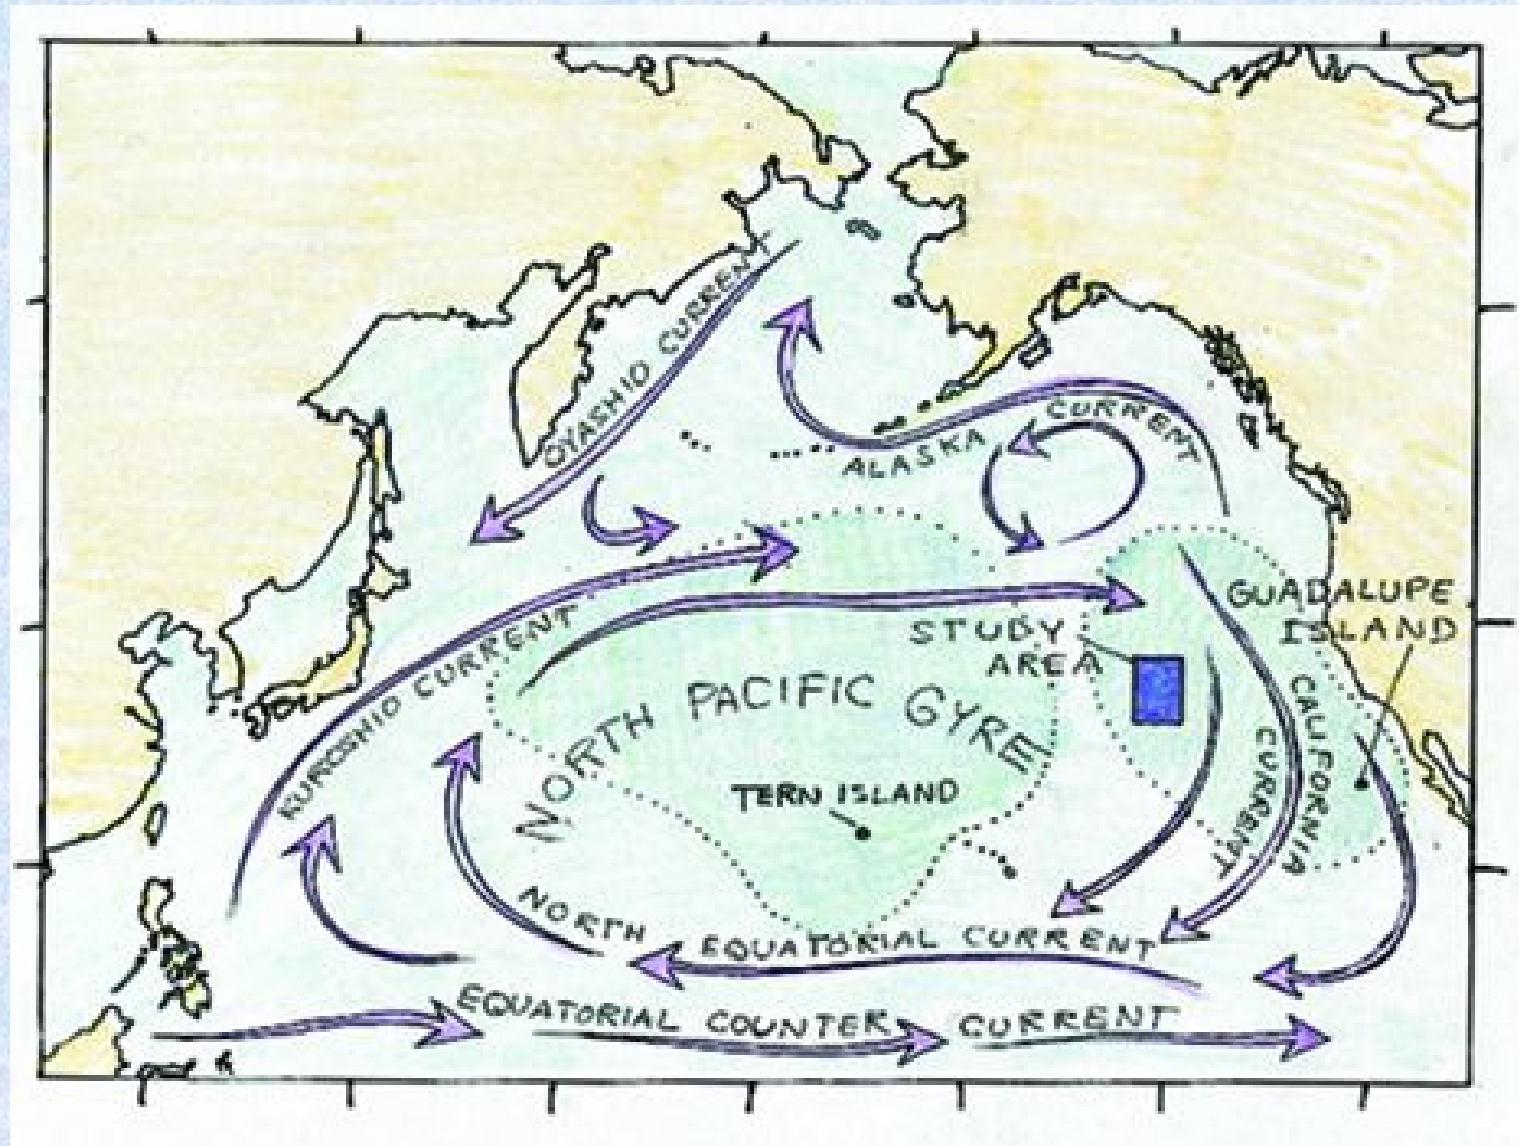 OYASHIO CURRENT
ALASKA CURRENT
GUADALUPE
ISLAND
STUDY
AREA
KUROSHIO CURRENT
NORTH PACIFIC GYRE
CALIFORNIA
CURRENT
TERN ISLAND
NORTH EQUATORIAL CURRENT
EQUATORIAL COUNTER CURRENT